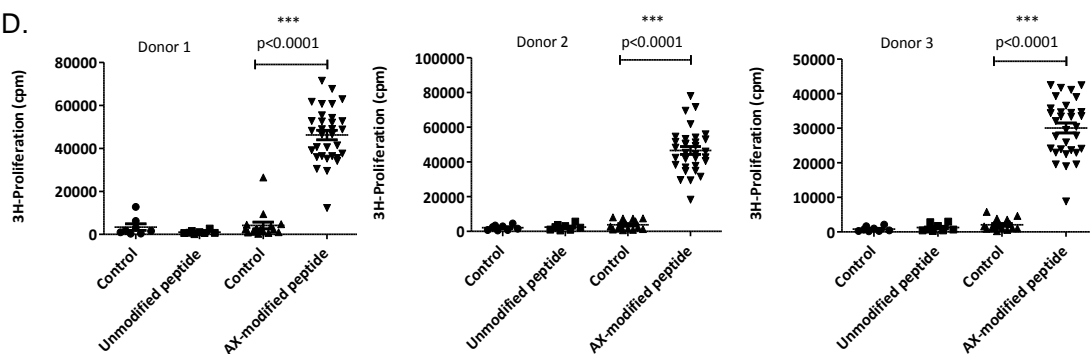 D.
Donor 1
***
p<0.0001
3H-Proliferation (cpm)
80000
60000
40000
20000
0
Control
Unmodified peptide
Control
AX-modified peptide
Donor 2
***
p<0.0001
3H-Proliferation (cpm)
100000
80000
60000
40000
20000
0
Control
Unmodified peptide
Control
AX-modified peptide
Donor 3
***
p<0.0001
3H-Proliferation (cpm)
50000
40000
30000
20000
10000
0
Control
Unmodified peptide
Control
AX-modified peptide